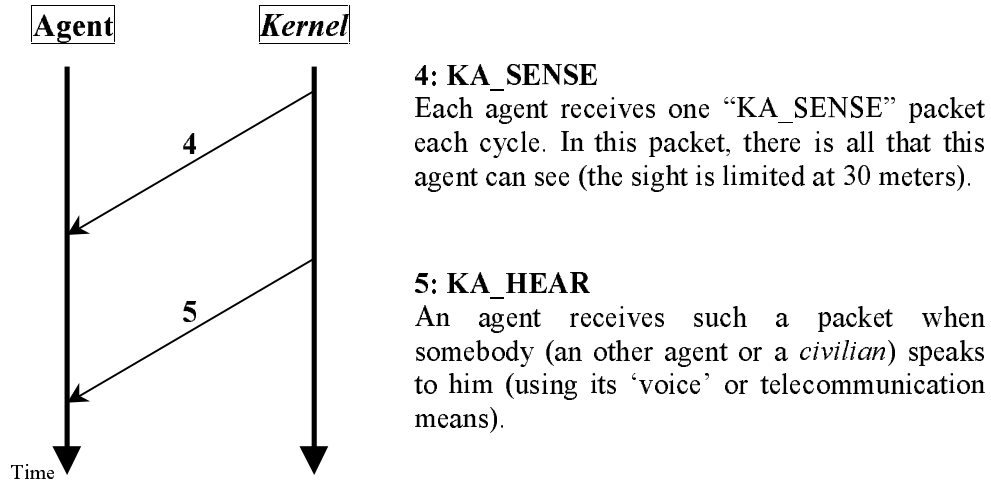 Agent
Kernel
4: KA_SENSE
Each agent receives one “KA_SENSE” packet
each cycle. In this packet, there is all that this
agent can see (the sight is limited at 30 meters).
4
5: KA_HEAR
An agent receives such a packet when
somebody (an other agent or a civilian) speaks
to him (using its ‘voice’ or telecommunication
means).
5
Time